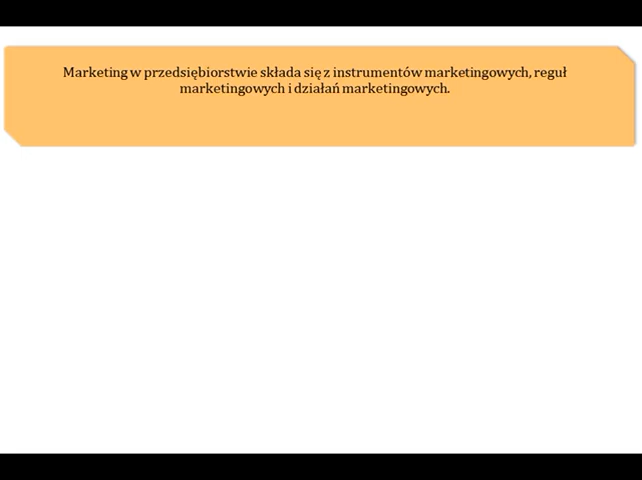 Marketing w przedsiębiorstwie składa się z instrumentów marketingowych, reguł
marketingowych i działań marketingowych.